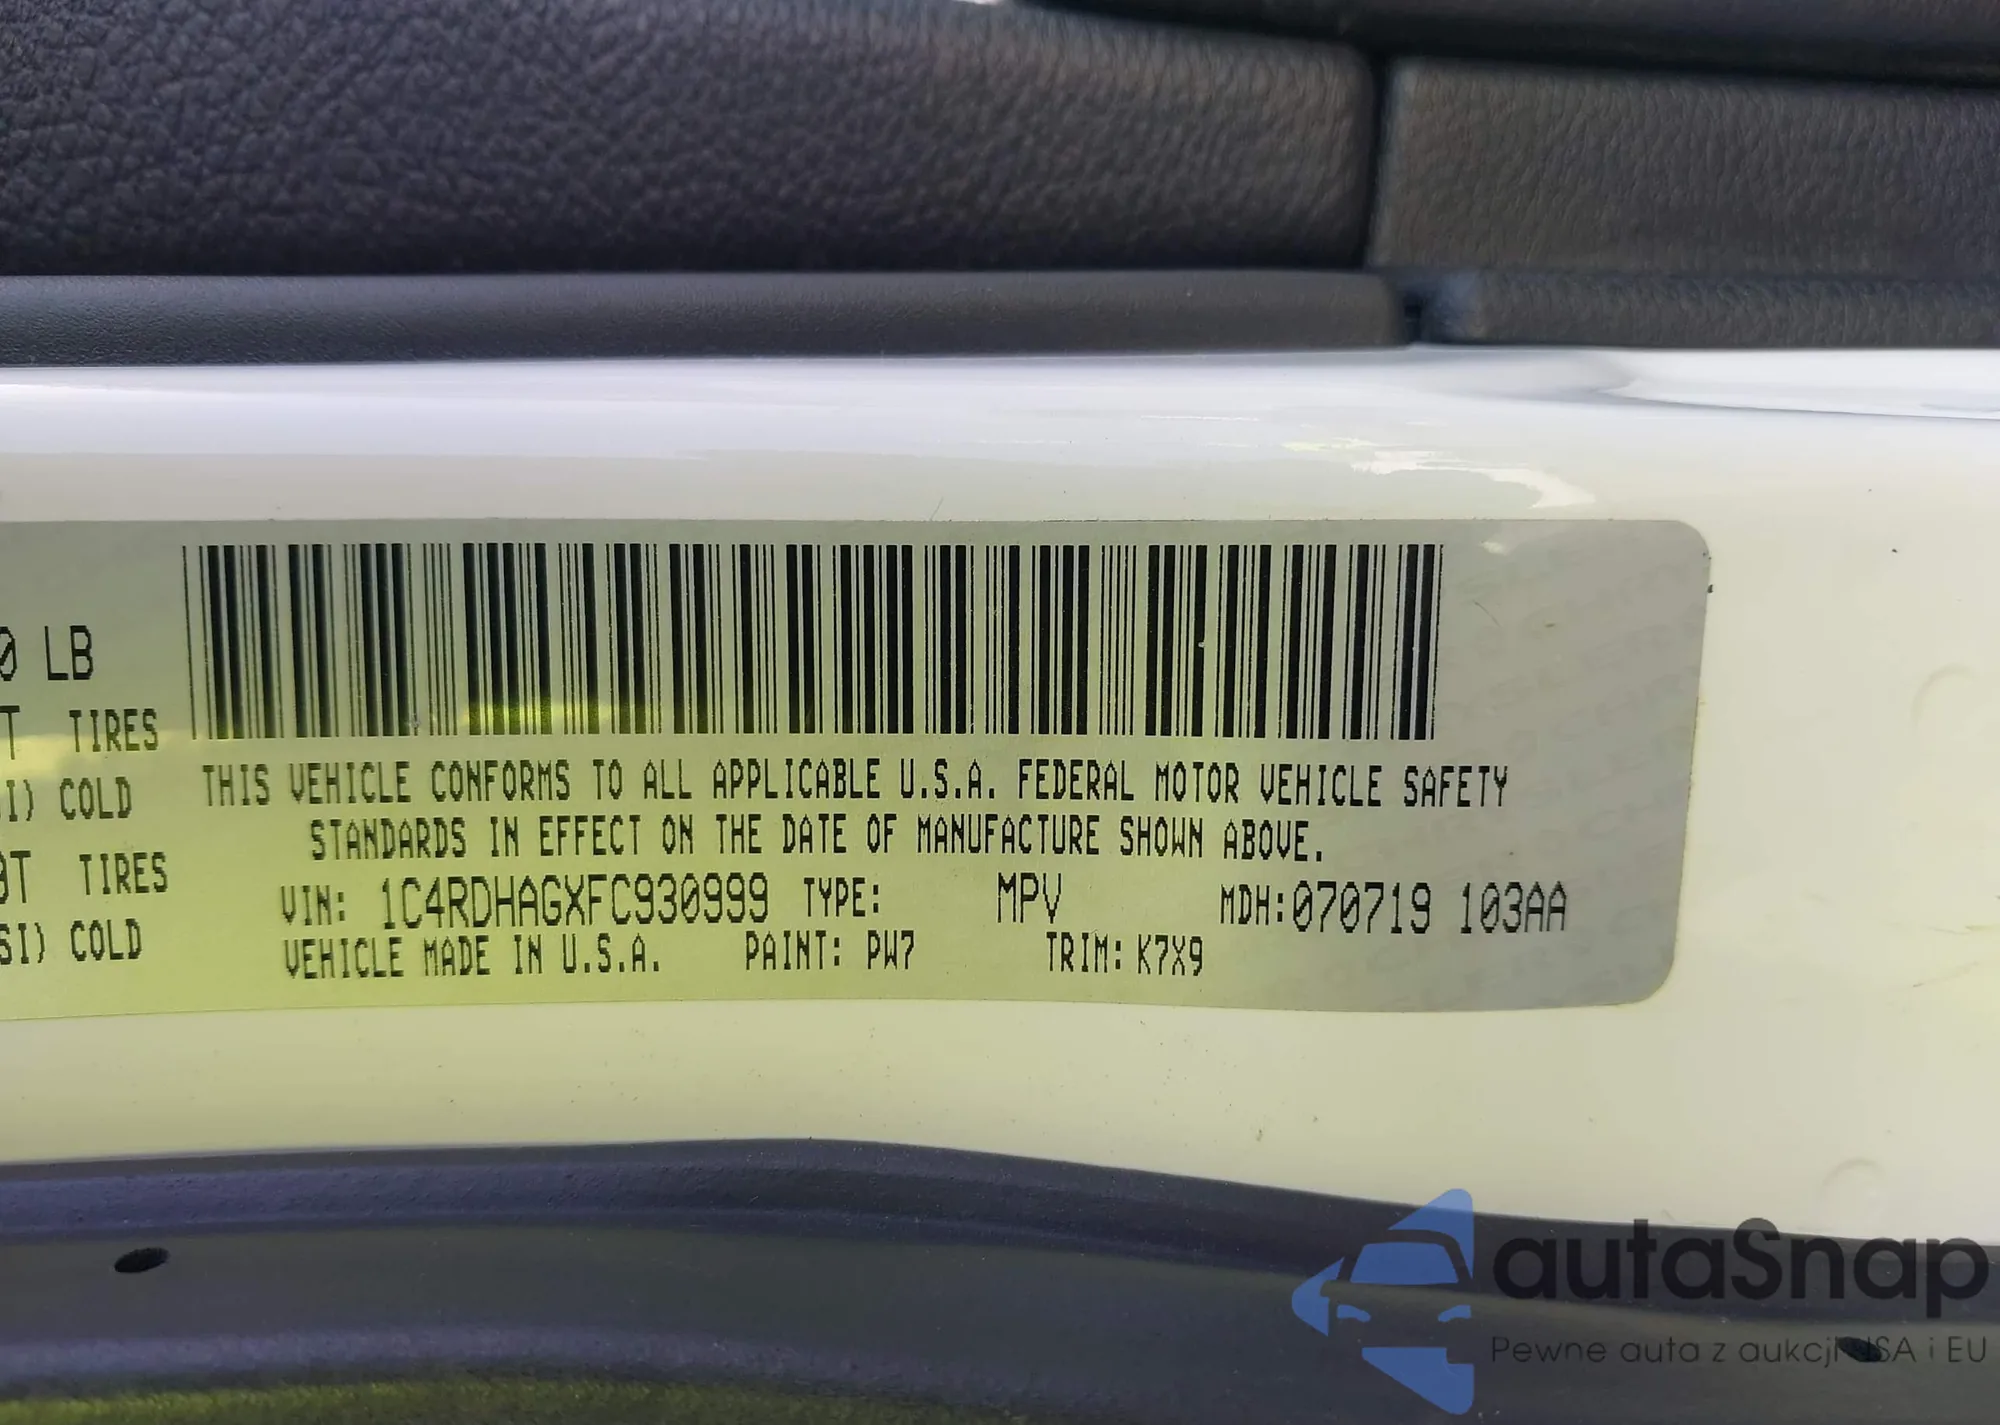 0 LB
T TIRES
SI) COLD
0T TIRES
SI) COLD
THIS VEHICLE CONFORMS TO ALL APPLICABLE U.S.A. FEDERAL MOTOR VEHICLE SAFETY
STANDARDS IN EFFECT ON THE DATE OF MANUFACTURE SHOWN ABOVE.
VIN: 1C4RDHAGXFC930999 TYPE: MPV MDH:070719 103AA
VEHICLE MADE IN U.S.A. PAINT: PW7 TRIM: K7X9
autaSnap
Pewne auta z aukcji USA i EU